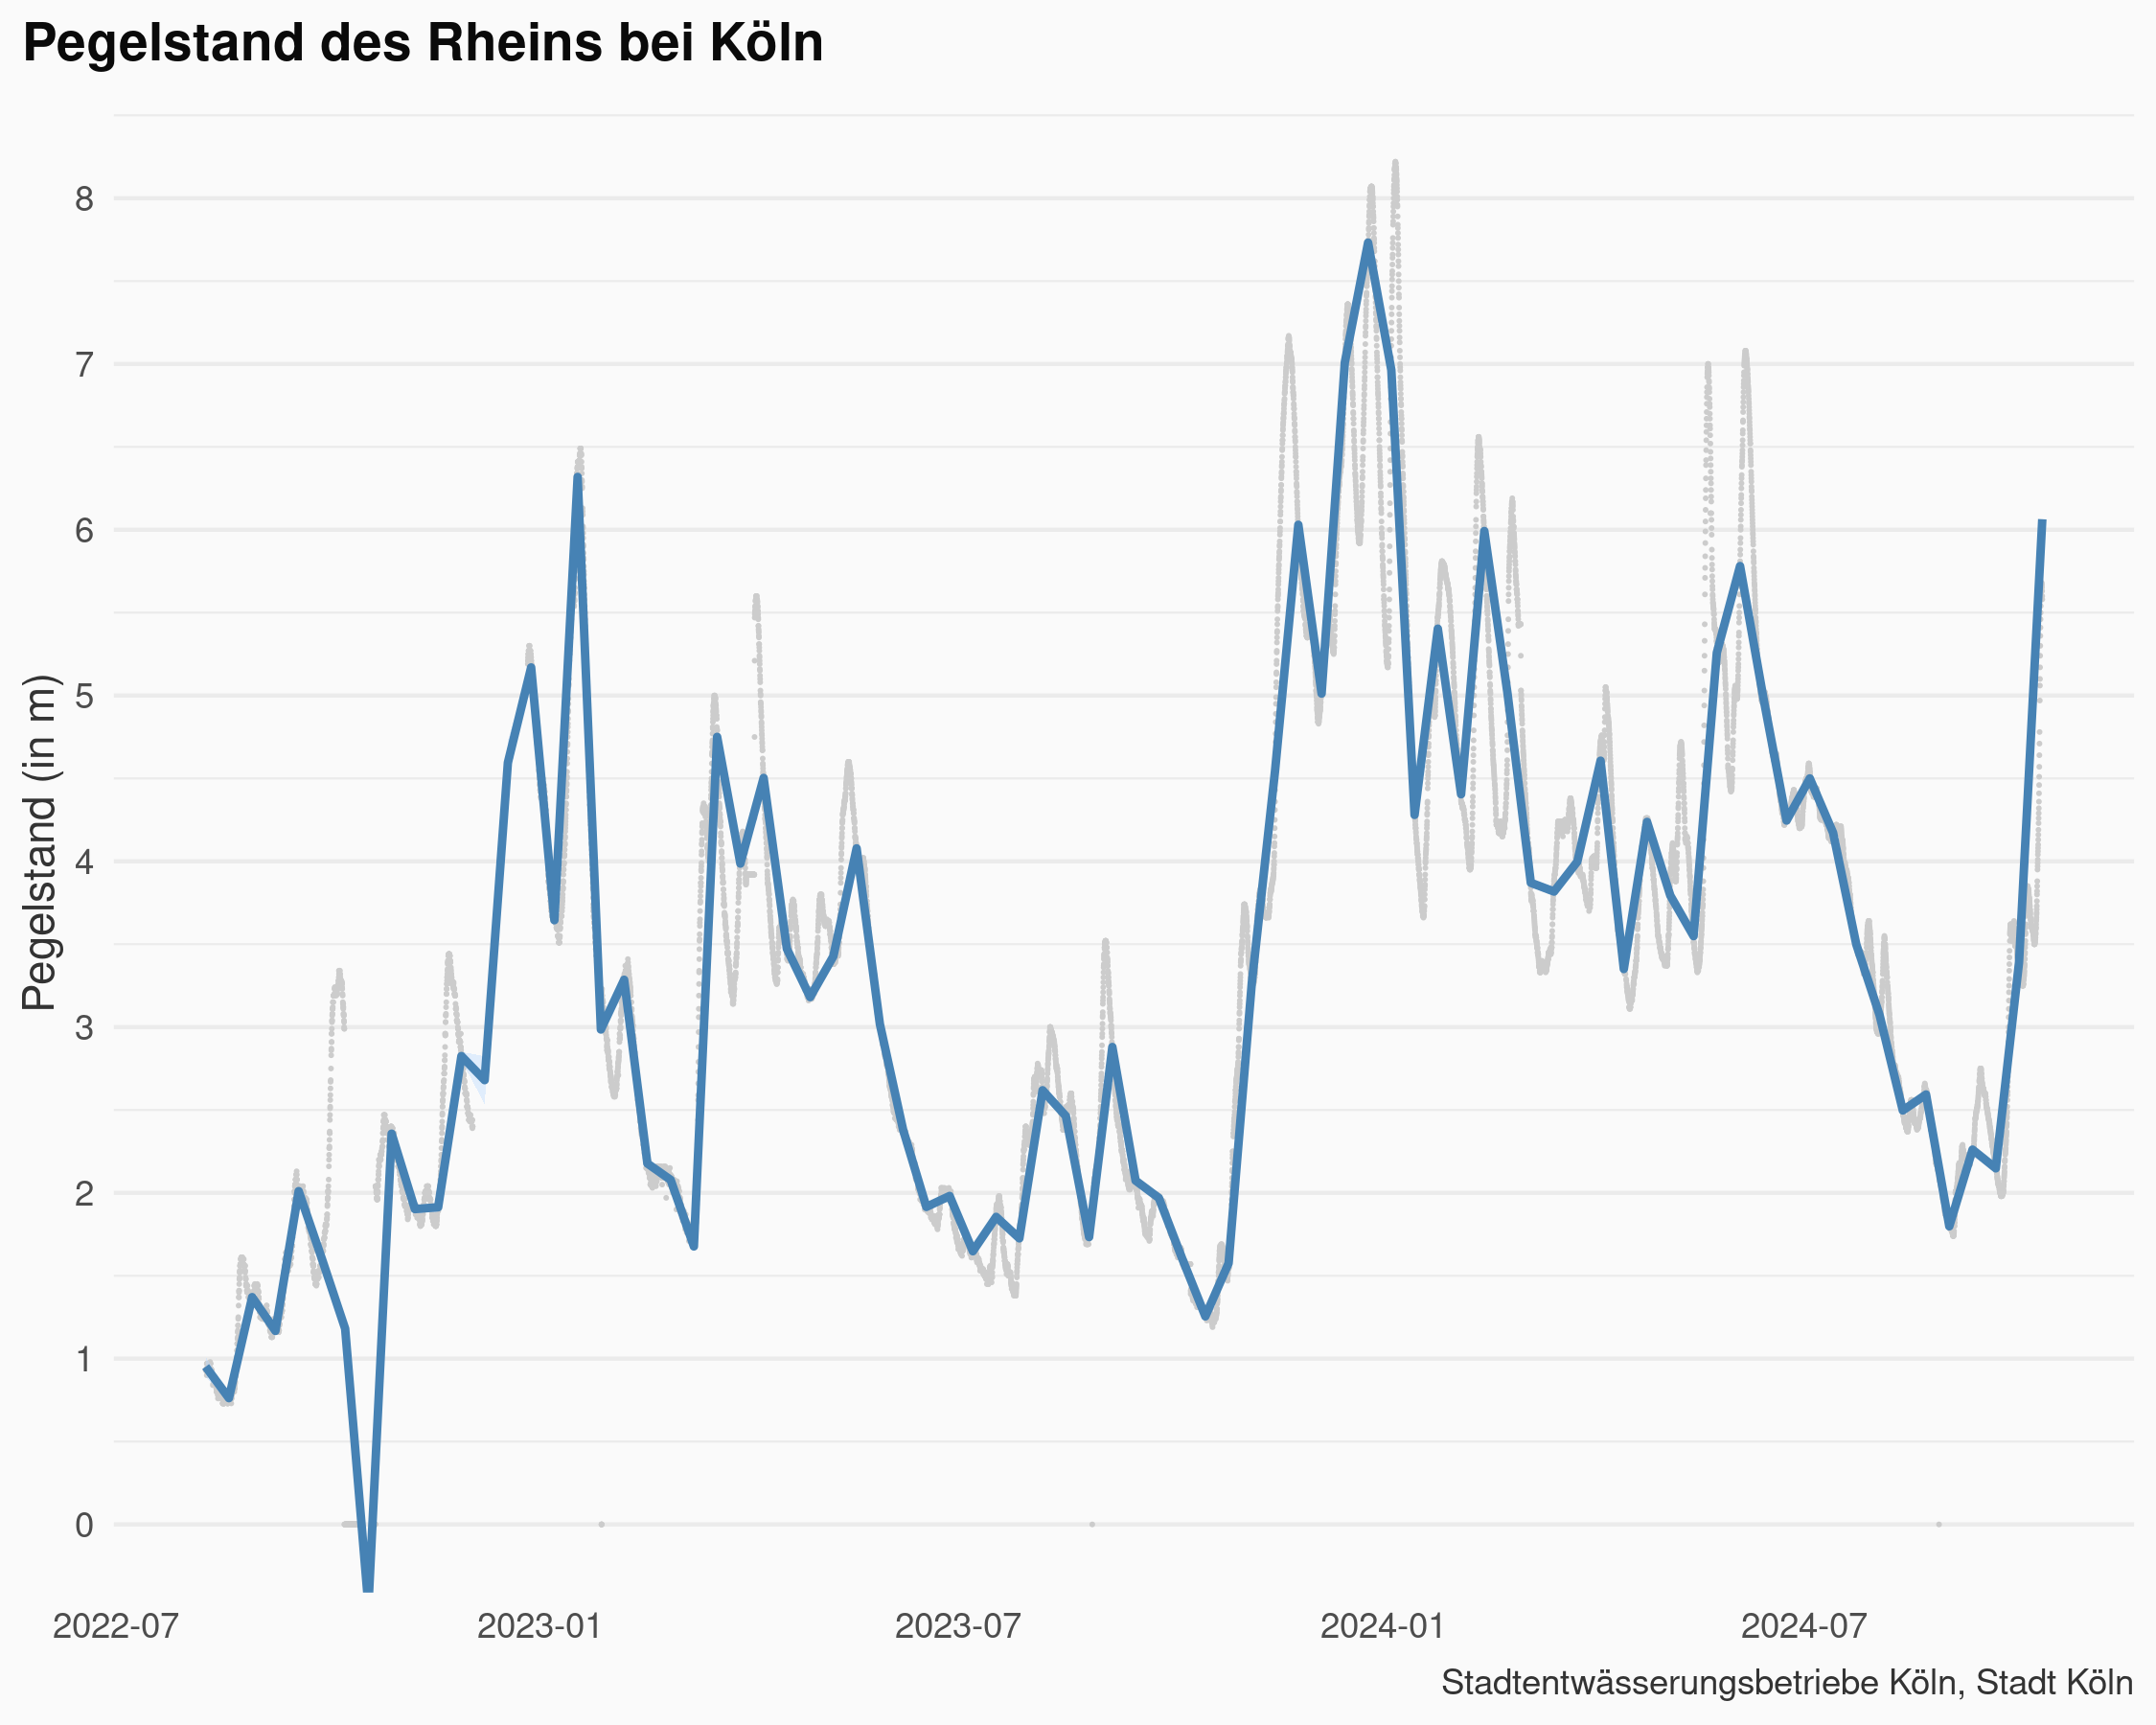 Pegelstand des Rheins bei Köln
Pegelstand (in m)
8
7
6
5
4
3
2
1
0
2022-07 2023-01 2023-07 2024-01 2024-07
Stadtentwässerungsbetriebe Köln, Stadt Köln